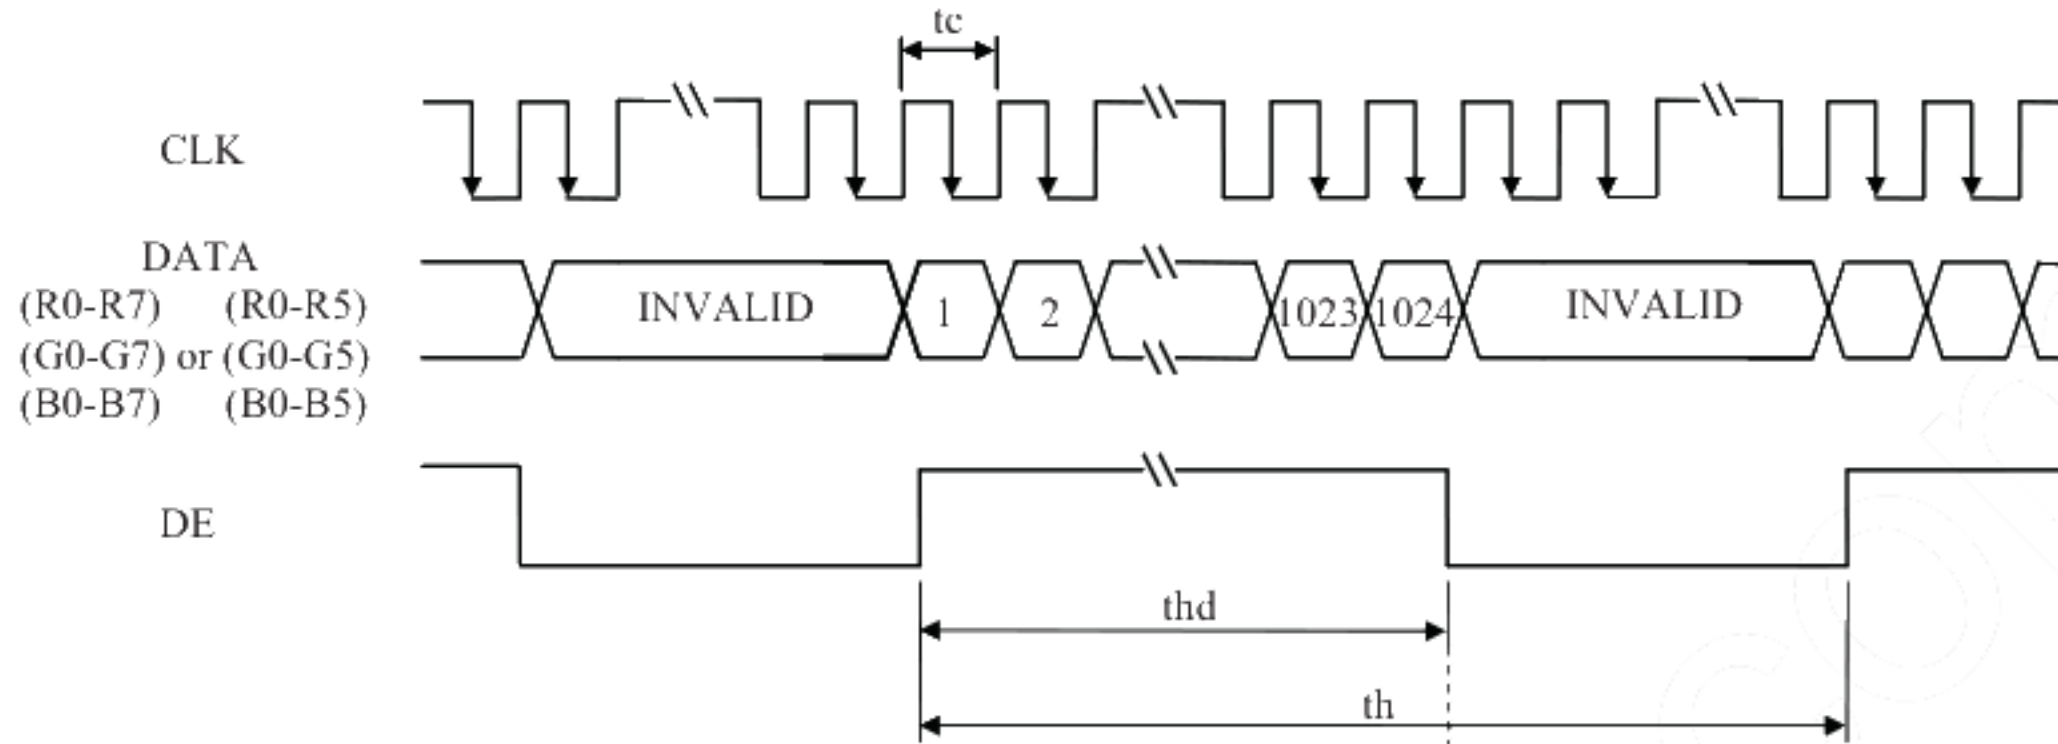 tc
CLK
DATA
(R0-R7) (R0-R5)
(G0-G7) or (G0-G5)
(B0-B7) (B0-B5)
INVALID 1 2 1023 1024 INVALID
DE
thd
th